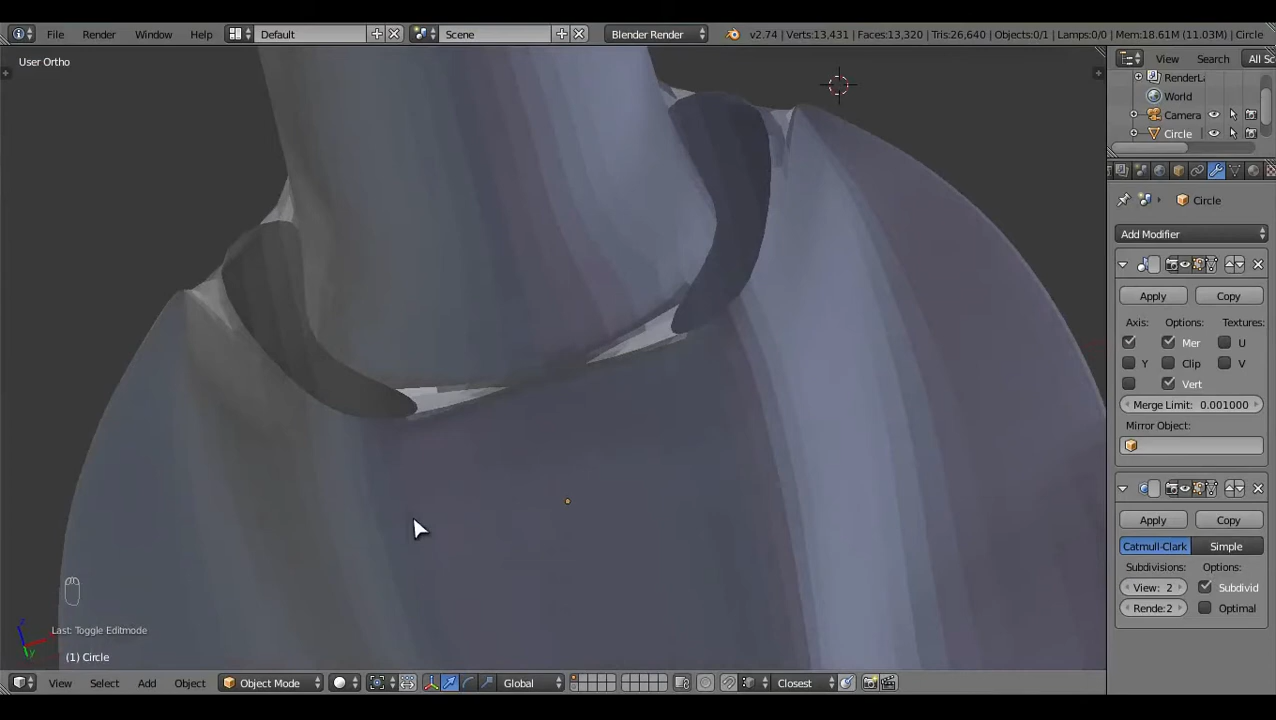 File Render Window Help Default Scene Blender Render v2.74 | Verts:13,431 | Faces:13,320 | Tris:26,640 | Objects:0/1 | Lamps:0/0 | Mem:18.61M (11.03M) | Circle
User Ortho
View Search All Sc
RenderLa
World
Camera
Circle
Circle
Add Modifier
Apply Copy
Axis: Options: Textures:
Mer U
Y Clip V
Vert
Merge Limit: 0.001000
Mirror Object:
Apply Copy
Catmull-Clark Simple
Subdivisions: Options:
View: 2 Subdivid
Rende:2 Optimal
Last: Toggle Editmode
(1) Circle
View Select Add Object Object Mode Global Closest